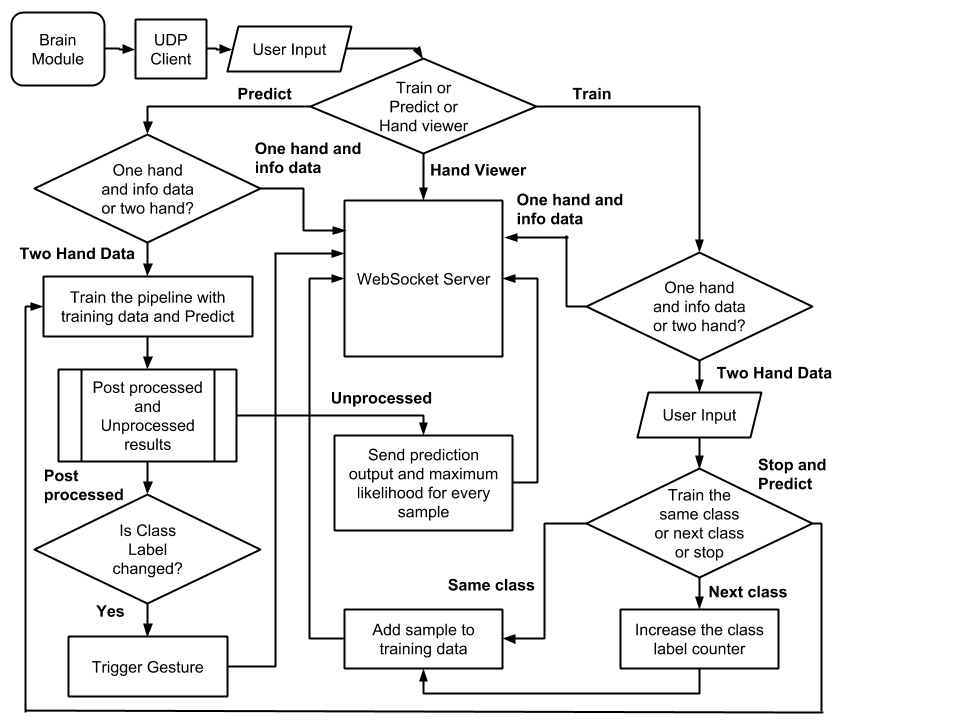 Brain
Module
UDP
Client
User Input
Train or
Predict or
Hand viewer
Predict
Train
One hand
and info data
or two hand?
One hand and
info data
Hand Viewer
One hand and
info data
Two Hand Data
WebSocket Server
Train the pipeline with
training data and Predict
One hand
and info data
or two hand?
Two Hand Data
Post processed
and
Unprocessed
results
Unprocessed
User Input
Send prediction
output and maximum
likelihood for every
sample
Post
processed
Stop and
Predict
Train the
same class
or next class
or stop
Is Class
Label
changed?
Same class
Next class
Yes
Trigger Gesture
Add sample to
training data
Increase the class
label counter